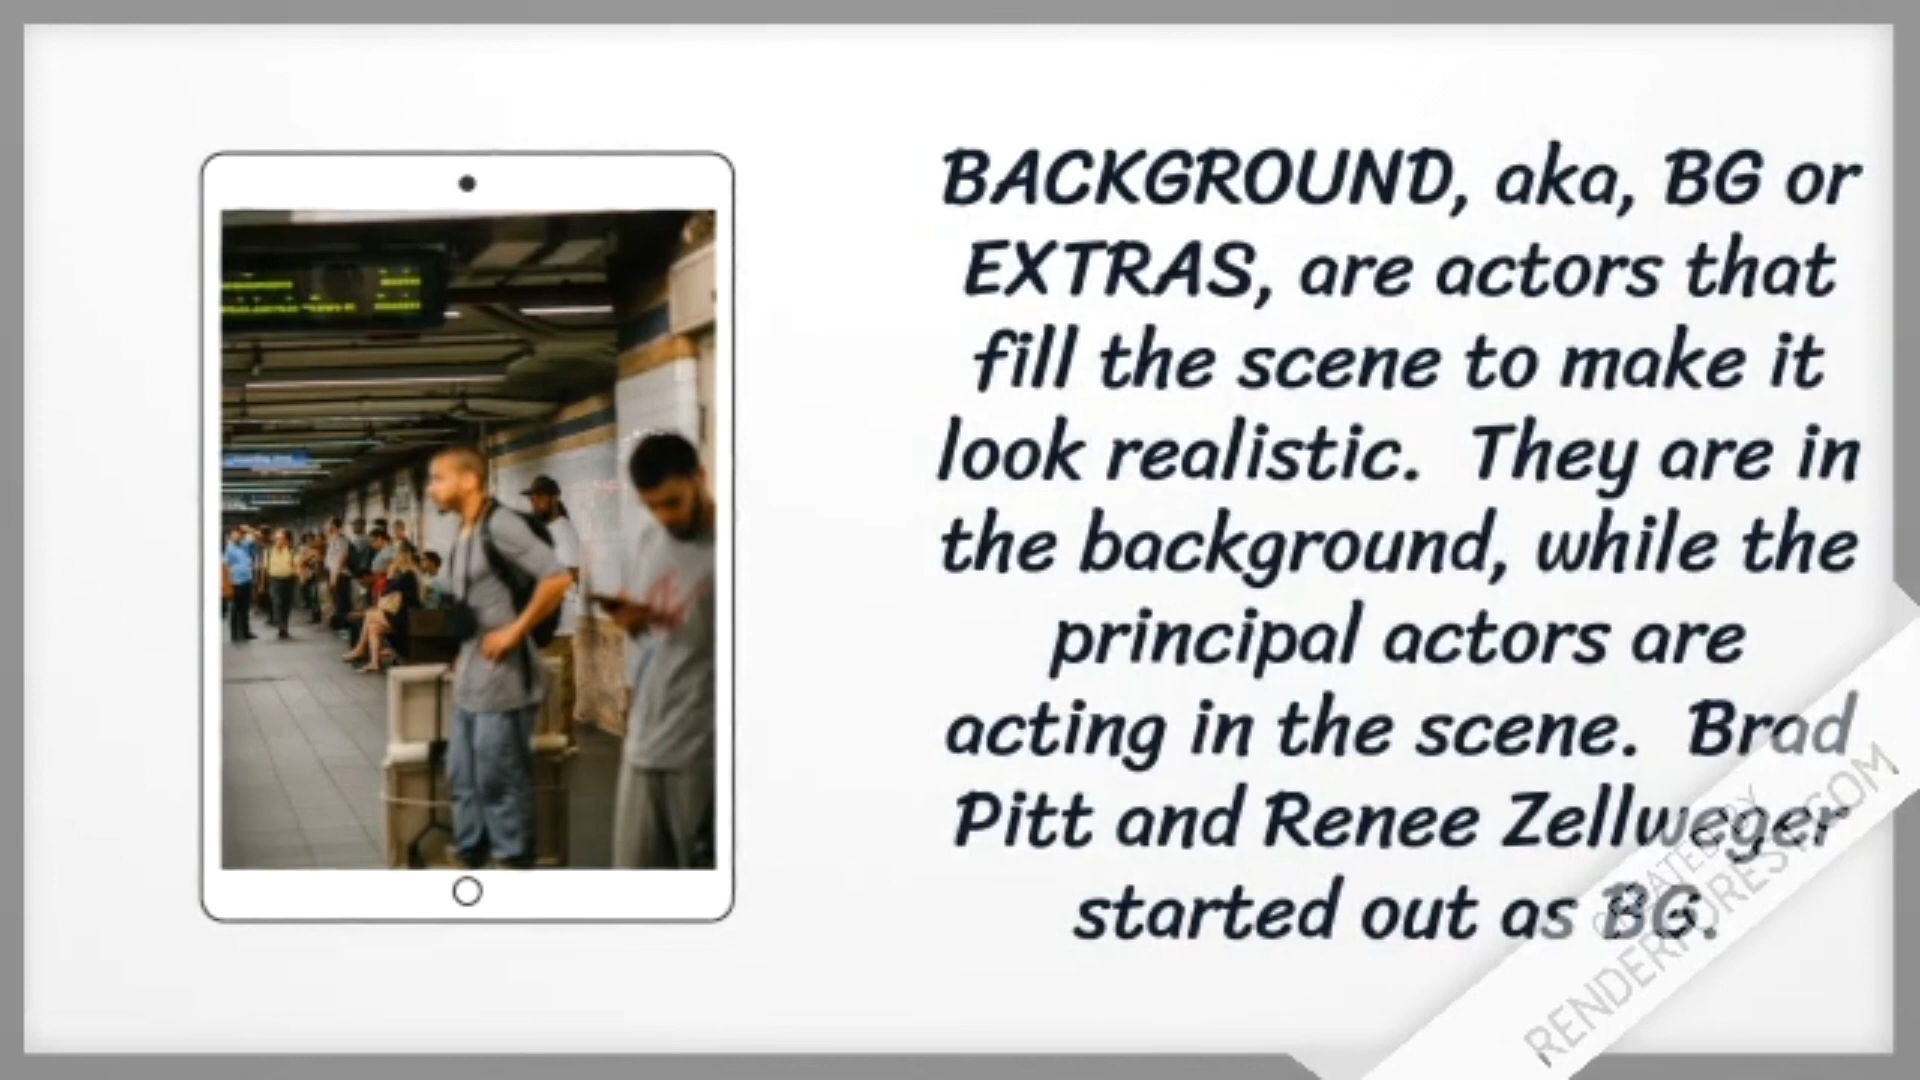 BACKGROUND, aka, BG or
EXTRAS, are actors that
fill the scene to make it
look realistic. They are in
the background, while the
principal actors are
acting in the scene. Brad
Pitt and Renee Zellweger
started out as BG.
CREATED BY
RENDERFOREST.COM